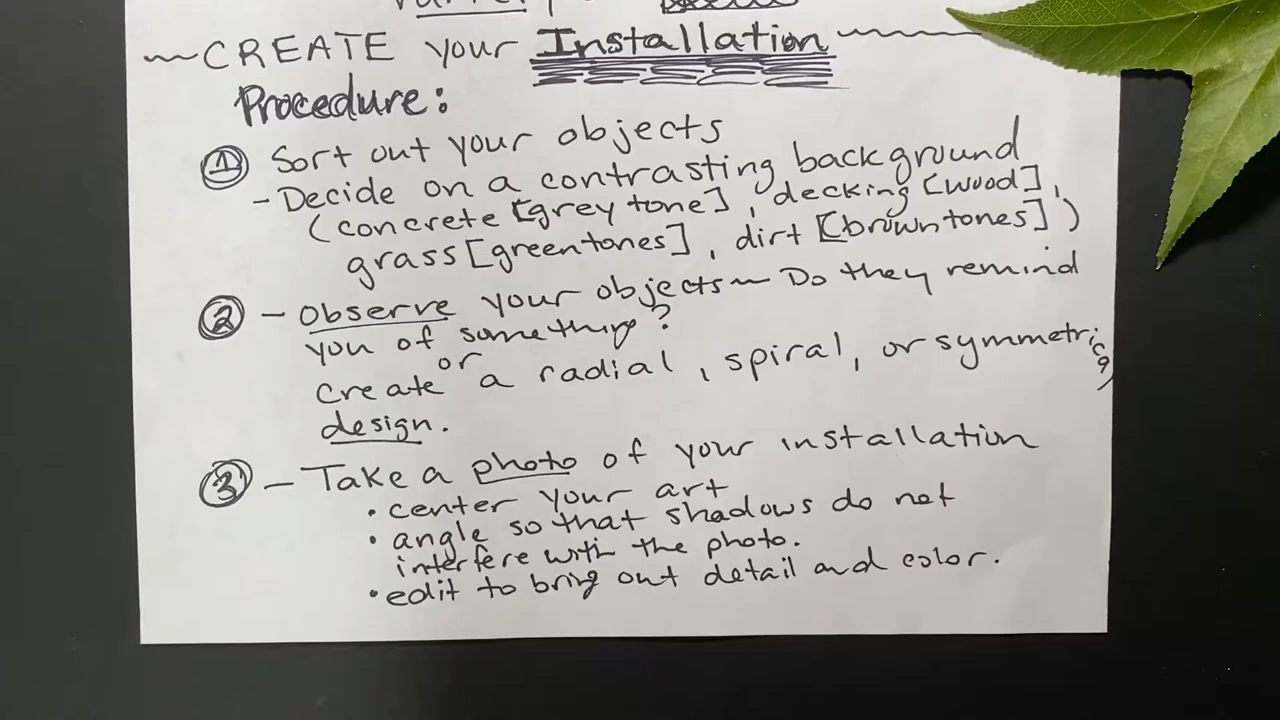 ~CREATE your Installation~
Procedure:
① Sort out your objects
- Decide on a contrasting background
(concrete [grey tone], decking [wood],
grass [greentones], dirt [browntones])
② - Observe your objects~ Do they remind
you of something?
or
create a radial, spiral, or symmetrical
design.
③ - Take a photo of your installation
• center your art
• angle so that shadows do not
interfere with the photo.
• edit to bring out detail and color.